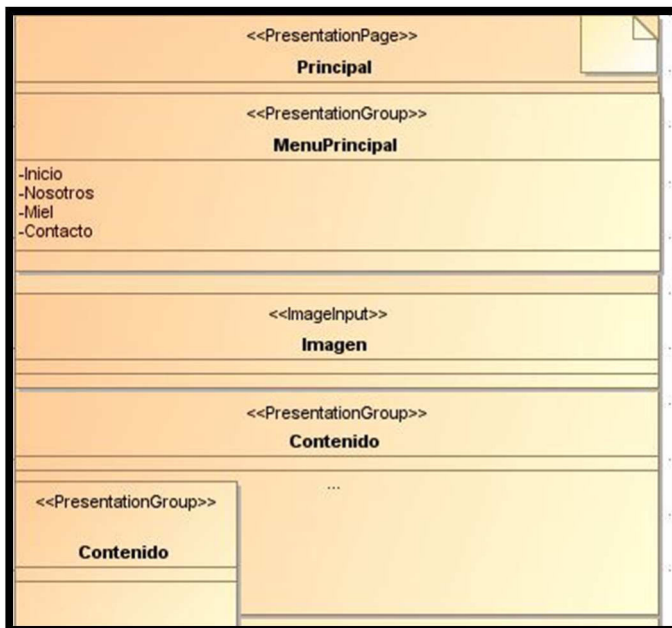 <<PresentationPage>>
Principal
<<PresentationGroup>>
MenuPrincipal
-Inicio
-Nosotros
-Miel
-Contacto
<<ImageInput>>
Imagen
<<PresentationGroup>>
Contenido
...
<<PresentationGroup>>
Contenido